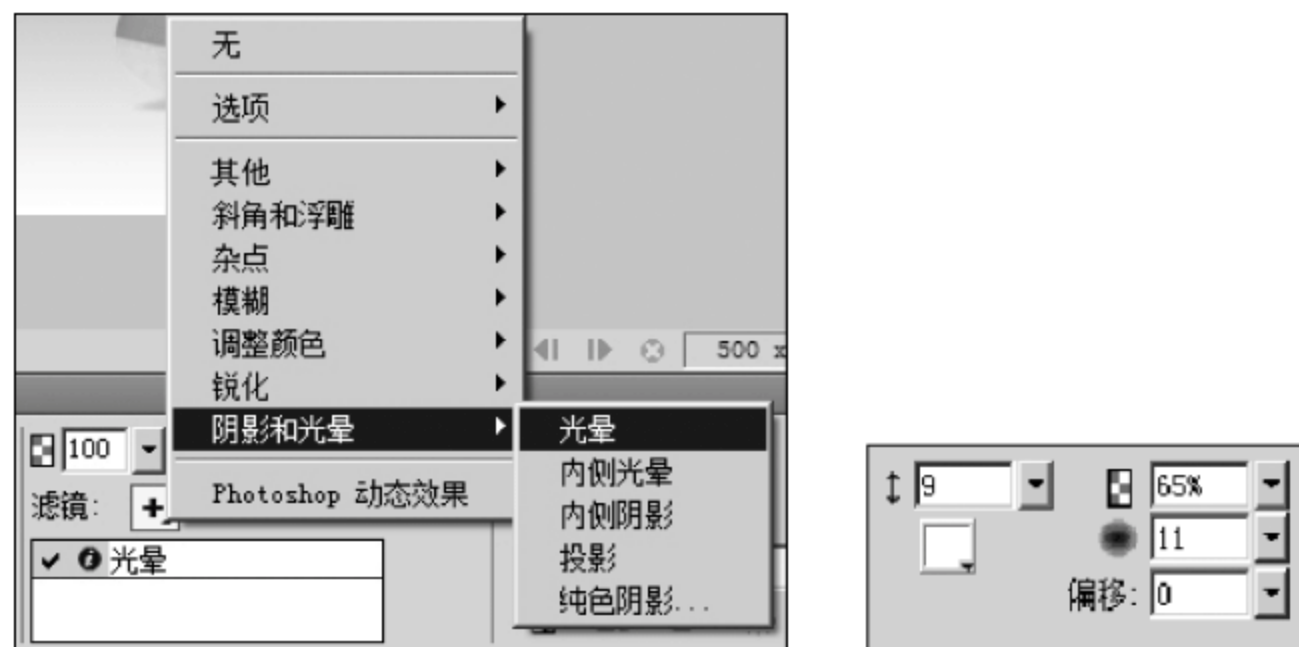 无
选项
其他
斜角和浮雕
杂点
模糊
调整颜色
锐化
阴影和光晕
Photoshop 动态效果
500 x
光晕
内侧光晕
内侧阴影
投影
纯色阴影...
100
滤镜:
光晕
9
65%
11
偏移: 0